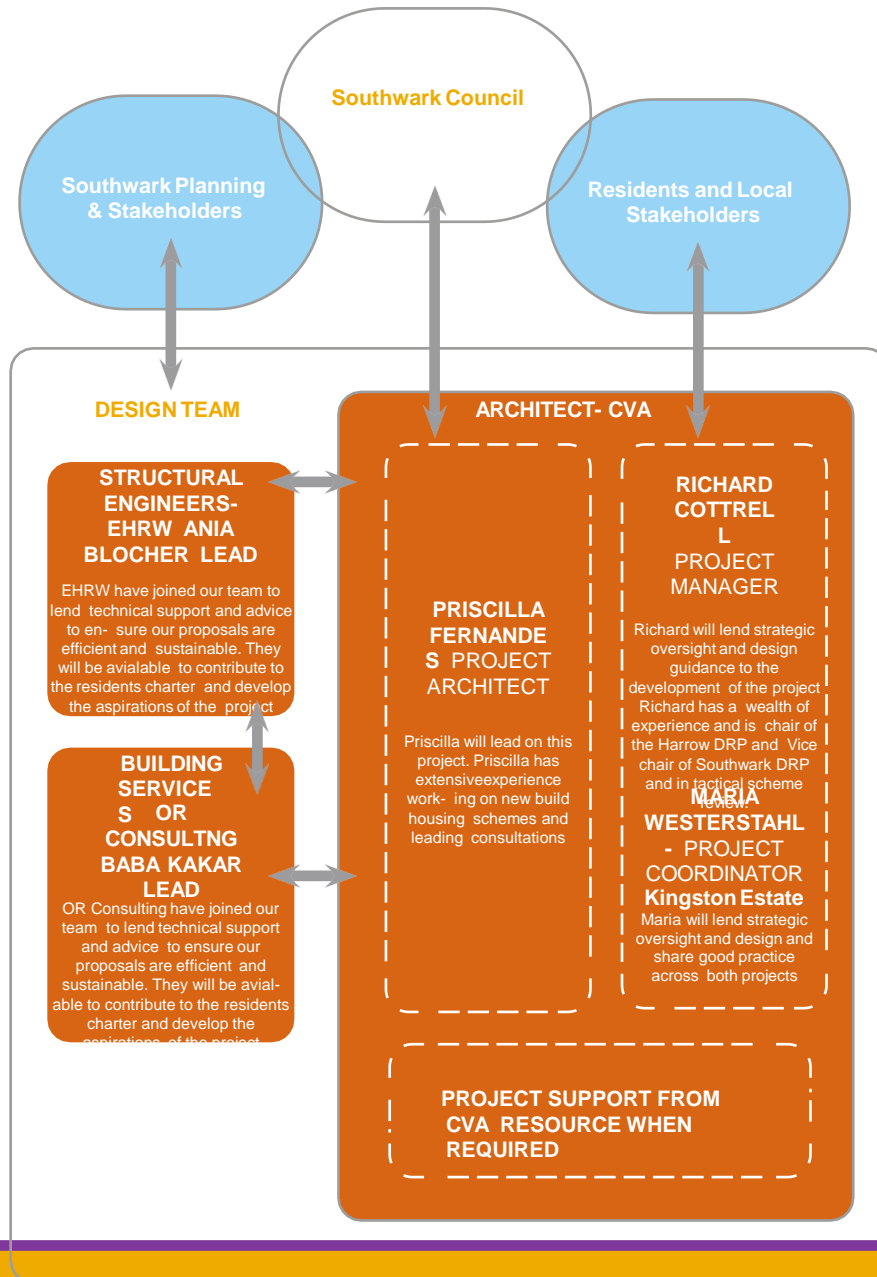 Southwark Council
Southwark Planning
& Stakeholders
Residents and Local
Stakeholders
DESIGN TEAM
STRUCTURAL
ENGINEERS-
EHRW ANIA
BLOCHER LEAD
EHRW have joined our team to
lend technical support and advice
to en- sure our proposals are
efficient and sustainable. They
will be avialable to contribute to
the residents charter and develop
the aspirations of the project
BUILDING
SERVICE
S OR
CONSULTNG
BABA KAKAR
LEAD
OR Consulting have joined our
team to lend technical support
and advice to ensure our
proposals are efficient and
sustainable. They will be avial-
able to contribute to the residents
charter and develop the
aspirations of the project
ARCHITECT- CVA
PRISCILLA
FERNANDE
S PROJECT
ARCHITECT
Priscilla will lead on this
project. Priscilla has
extensiveexperience
work- ing on new build
housing schemes and
leading consultations
RICHARD
COTTREL
L
PROJECT
MANAGER
Richard will lend strategic
oversight and design
guidance to the
development of the project
Richard has a wealth of
experience and is chair of
the Harrow DRP and Vice
chair of Southwark DRP
and in tactical scheme
review.
MARIA
WESTERSTAHL
- PROJECT
COORDINATOR
Kingston Estate
Maria will lend strategic
oversight and design and
share good practice
across both projects
PROJECT SUPPORT FROM
CVA RESOURCE WHEN
REQUIRED